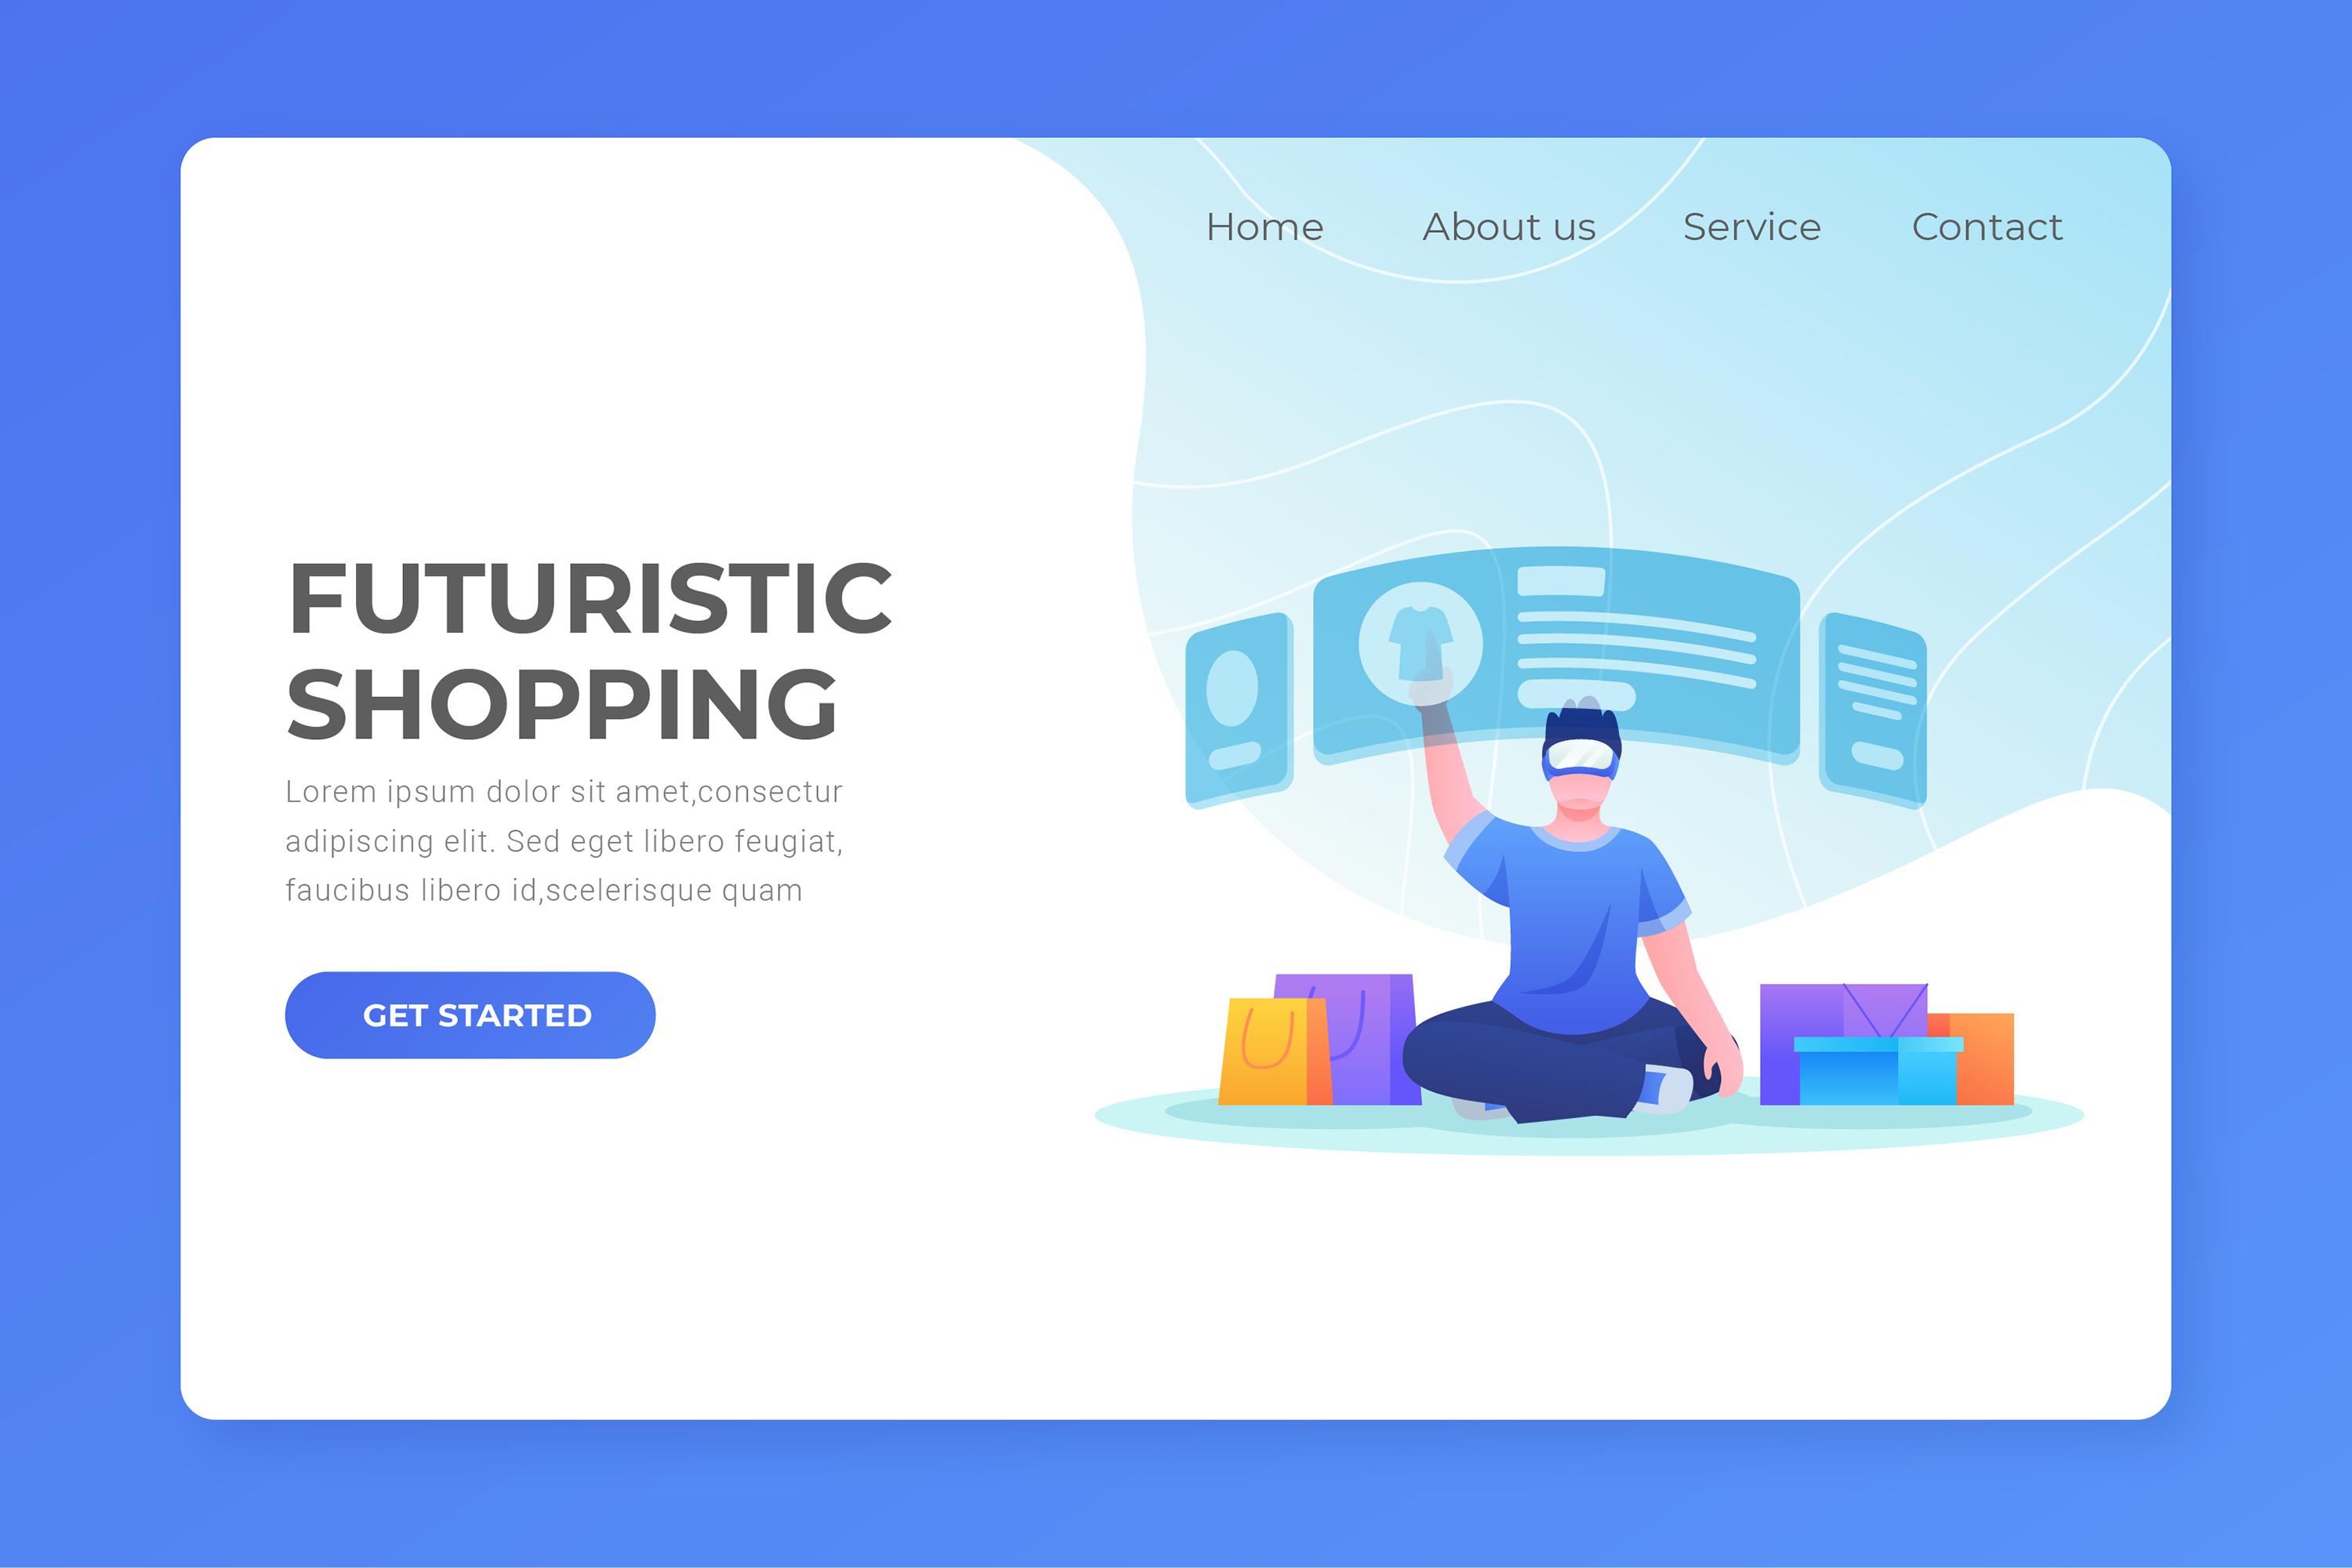 Home About us Service Contact
FUTURISTIC
SHOPPING
Lorem ipsum dolor sit amet,consectur
adipiscing elit. Sed eget libero feugiat,
faucibus libero id,scelerisque quam
GET STARTED